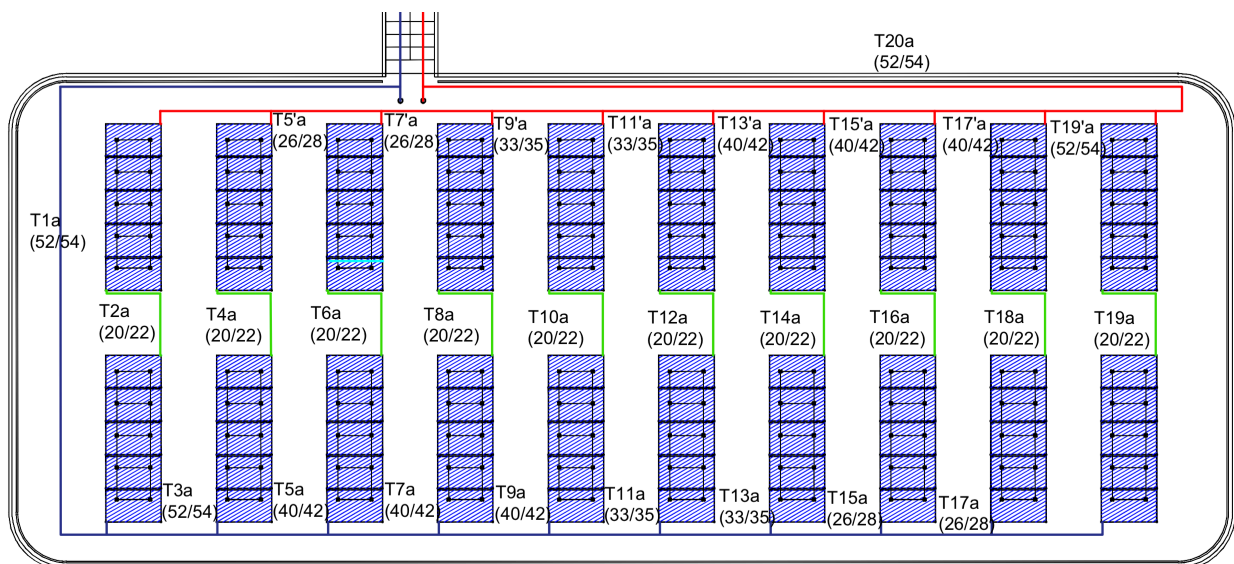 T20a
(52/54)
T5'a
(26/28)
T7'a
(26/28)
T9'a
(33/35)
T11'a
(33/35)
T13'a
(40/42)
T15'a
(40/42)
T17'a
(40/42)
T19'a
(52/54)
T1a
(52/54)
T2a
(20/22)
T4a
(20/22)
T6a
(20/22)
T8a
(20/22)
T10a
(20/22)
T12a
(20/22)
T14a
(20/22)
T16a
(20/22)
T18a
(20/22)
T19a
(20/22)
T3a
(52/54)
T5a
(40/42)
T7a
(40/42)
T9a
(40/42)
T11a
(33/35)
T13a
(33/35)
T15a
(26/28)
T17a
(26/28)